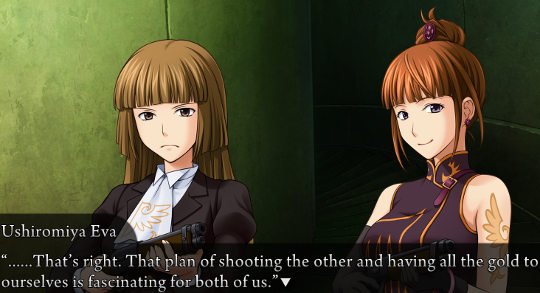 Ushiromiya Eva
“......That’s right. That plan of shooting the other and having all the gold to
ourselves is fascinating for both of us.”▼